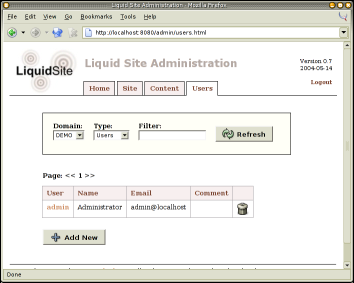 Liquid Site Administration - Mozilla Firefox
File Edit View Go Bookmarks Tools Help
http://localhost:8080/admin/users.html
LiquidSite
Liquid Site Administration
Version 0.7
2004-05-14
Logout
Home Site Content Users
Domain: Type: Filter:
DEMO Users Refresh
Page: << 1 >>
User Name Email Comment
admin Administrator admin@localhost
Add New
Done